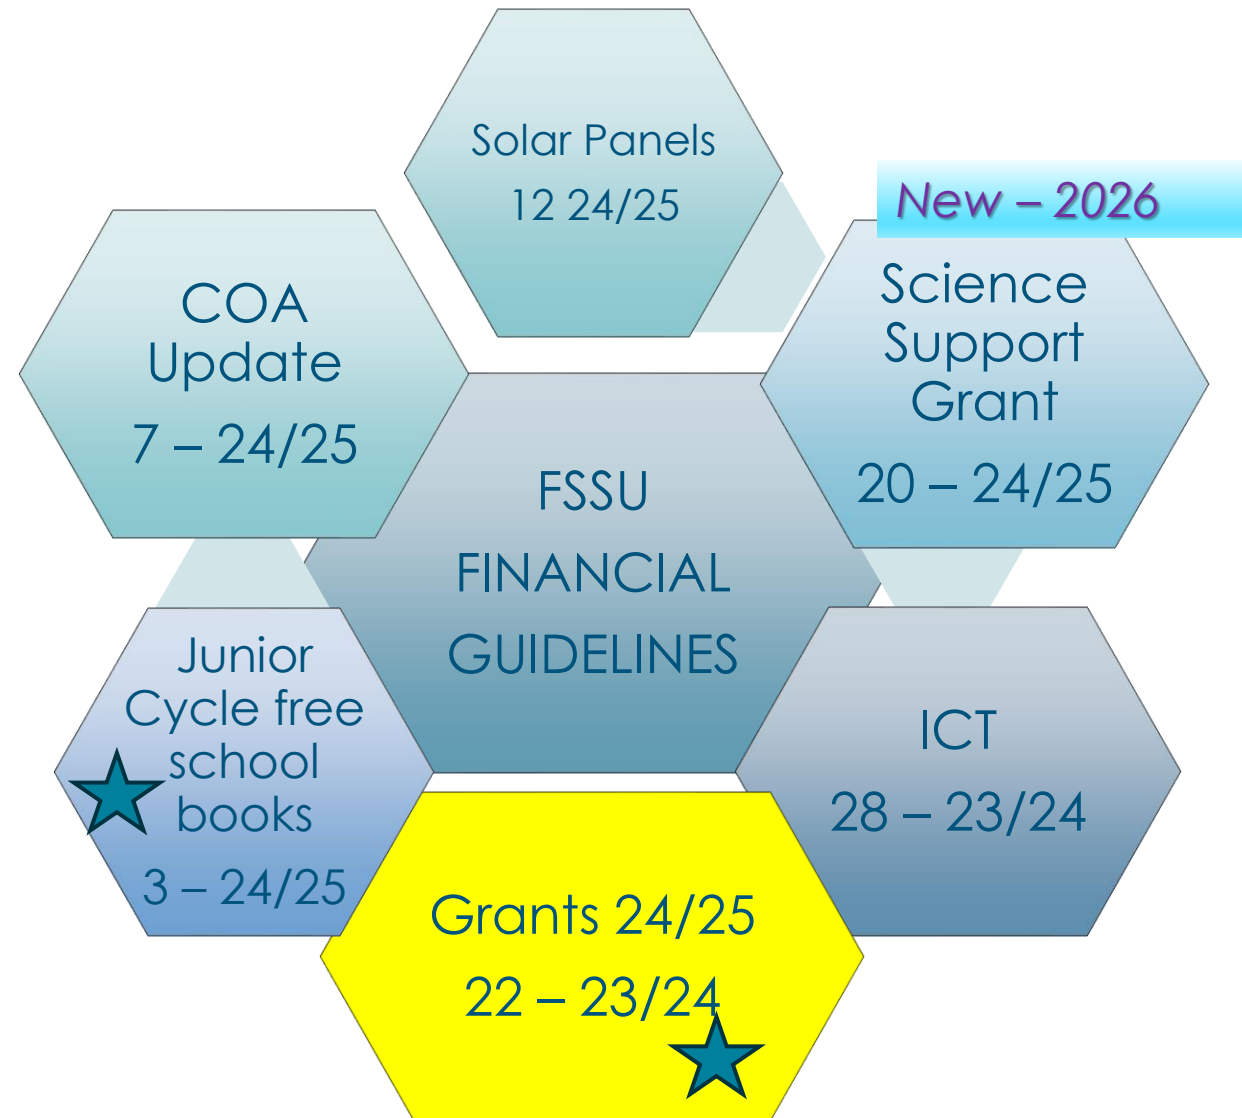 Solar Panels
12 24/25
New – 2026
COA
Update
7 – 24/25
Science
Support
Grant
20 – 24/25
FSSU
FINANCIAL
GUIDELINES
Junior
Cycle free
school
books
3 – 24/25
ICT
28 – 23/24
Grants 24/25
22 – 23/24